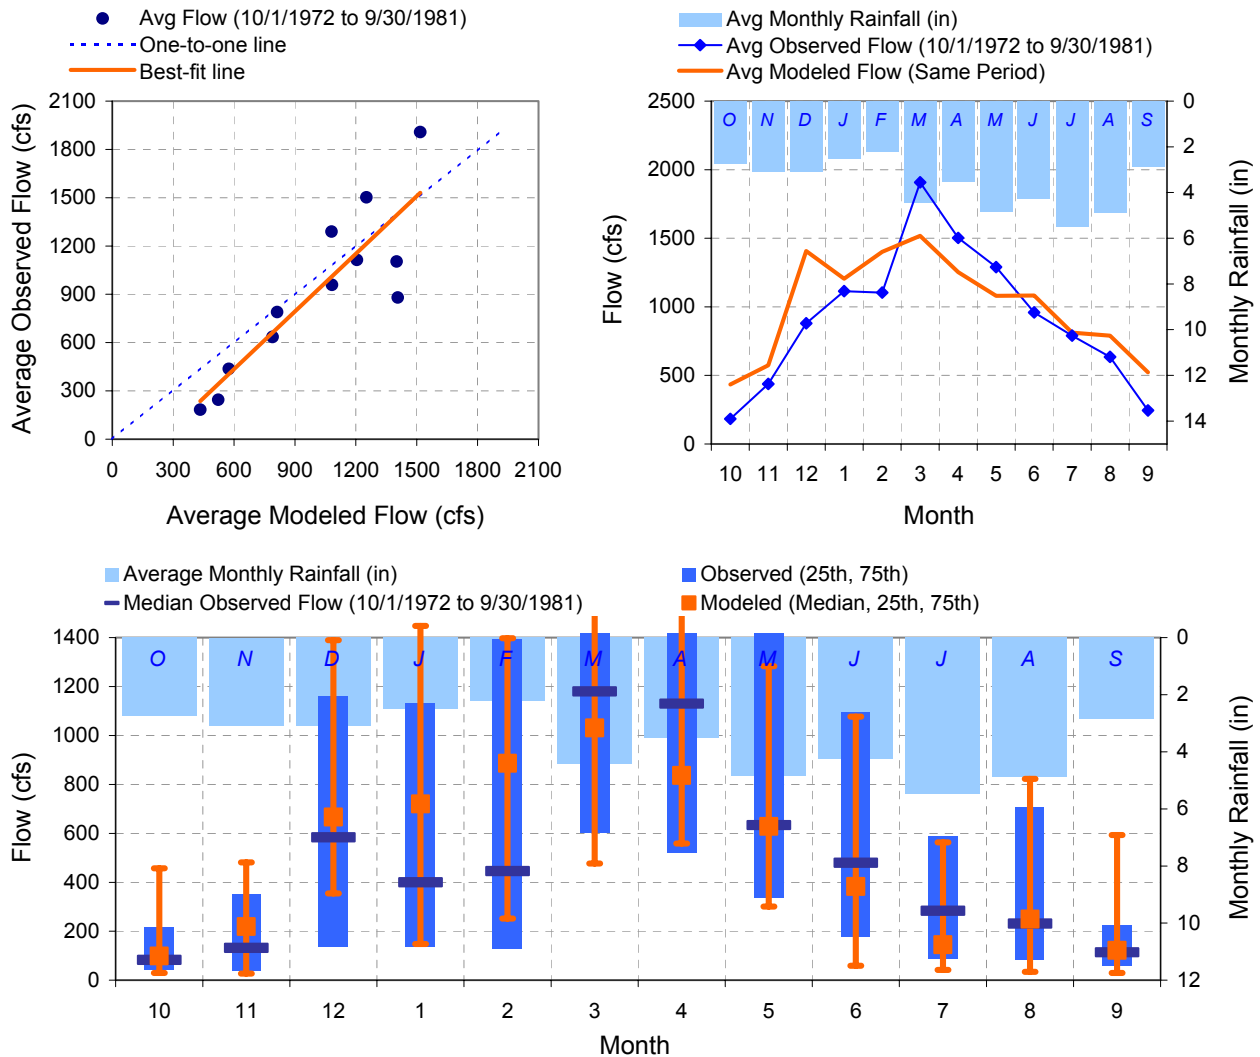 Avg Flow (10/1/1972 to 9/30/1981)
One-to-one line
Best-fit line
2100
1800
1500
1200
900
600
300
0
0 300 600 900 1200 1500 1800 2100
Average Observed Flow (cfs)
Average Modeled Flow (cfs)
Avg Monthly Rainfall (in)
Avg Observed Flow (10/1/1972 to 9/30/1981)
Avg Modeled Flow (Same Period)
2500
2000
1500
1000
500
0
O N D J F M A M J J A S
0
2
4
6
8
10
12
14
10 11 12 1 2 3 4 5 6 7 8 9
Flow (cfs)
Monthly Rainfall (in)
Month
Average Monthly Rainfall (in)
Median Observed Flow (10/1/1972 to 9/30/1981)
Observed (25th, 75th)
Modeled (Median, 25th, 75th)
1400
1200
1000
800
600
400
200
0
O N D J F M A M J J A S
0
2
4
6
8
10
12
10 11 12 1 2 3 4 5 6 7 8 9
Flow (cfs)
Monthly Rainfall (in)
Month